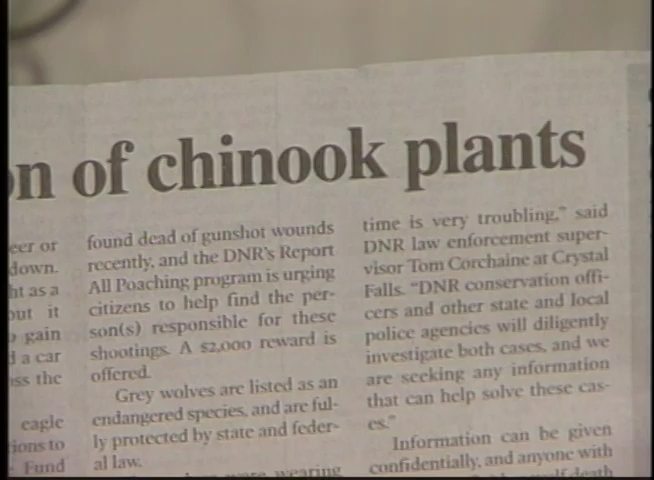 on of chinook plants
eer or
down.
ht as a
out it
gain
a car
ss the
eagle
ions to
Fund
found dead of gunshot wounds
recently, and the DNR's Report
All Poaching program is urging
citizens to help find the per-
son(s) responsible for these
shootings. A $2,000 reward is
offered.
Grey wolves are listed as an
endangered species, and are ful-
ly protected by state and feder-
al law.
were wearing
time is very troubling," said
DNR law enforcement super-
visor Tom Corchaine at Crystal
Falls. "DNR conservation offi-
cers and other state and local
police agencies will diligently
investigate both cases, and we
are seeking any information
that can help solve these cas-
es."
Information can be given
confidentially, and anyone with
death